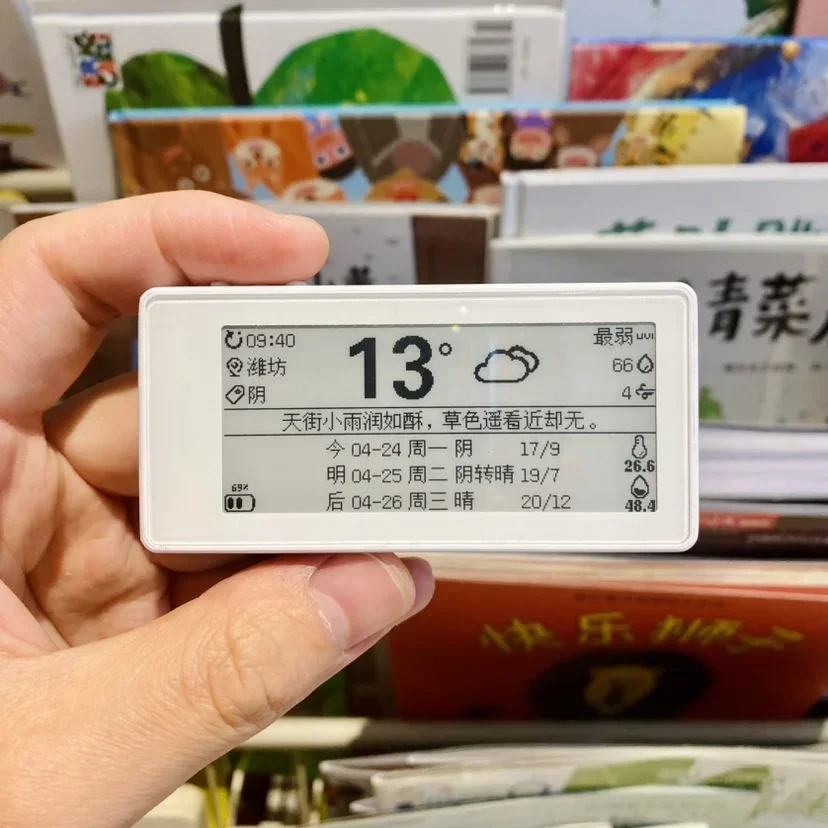 09:40
潍坊
阴
13°
最弱 UVI
66
4
天街小雨润如酥，草色遥看近却无。
今 04-24 周一 阴 17/9
明 04-25 周二 阴转晴 19/7
后 04-26 周三 晴 20/12
69%
26.6
48.4
青菜
快乐